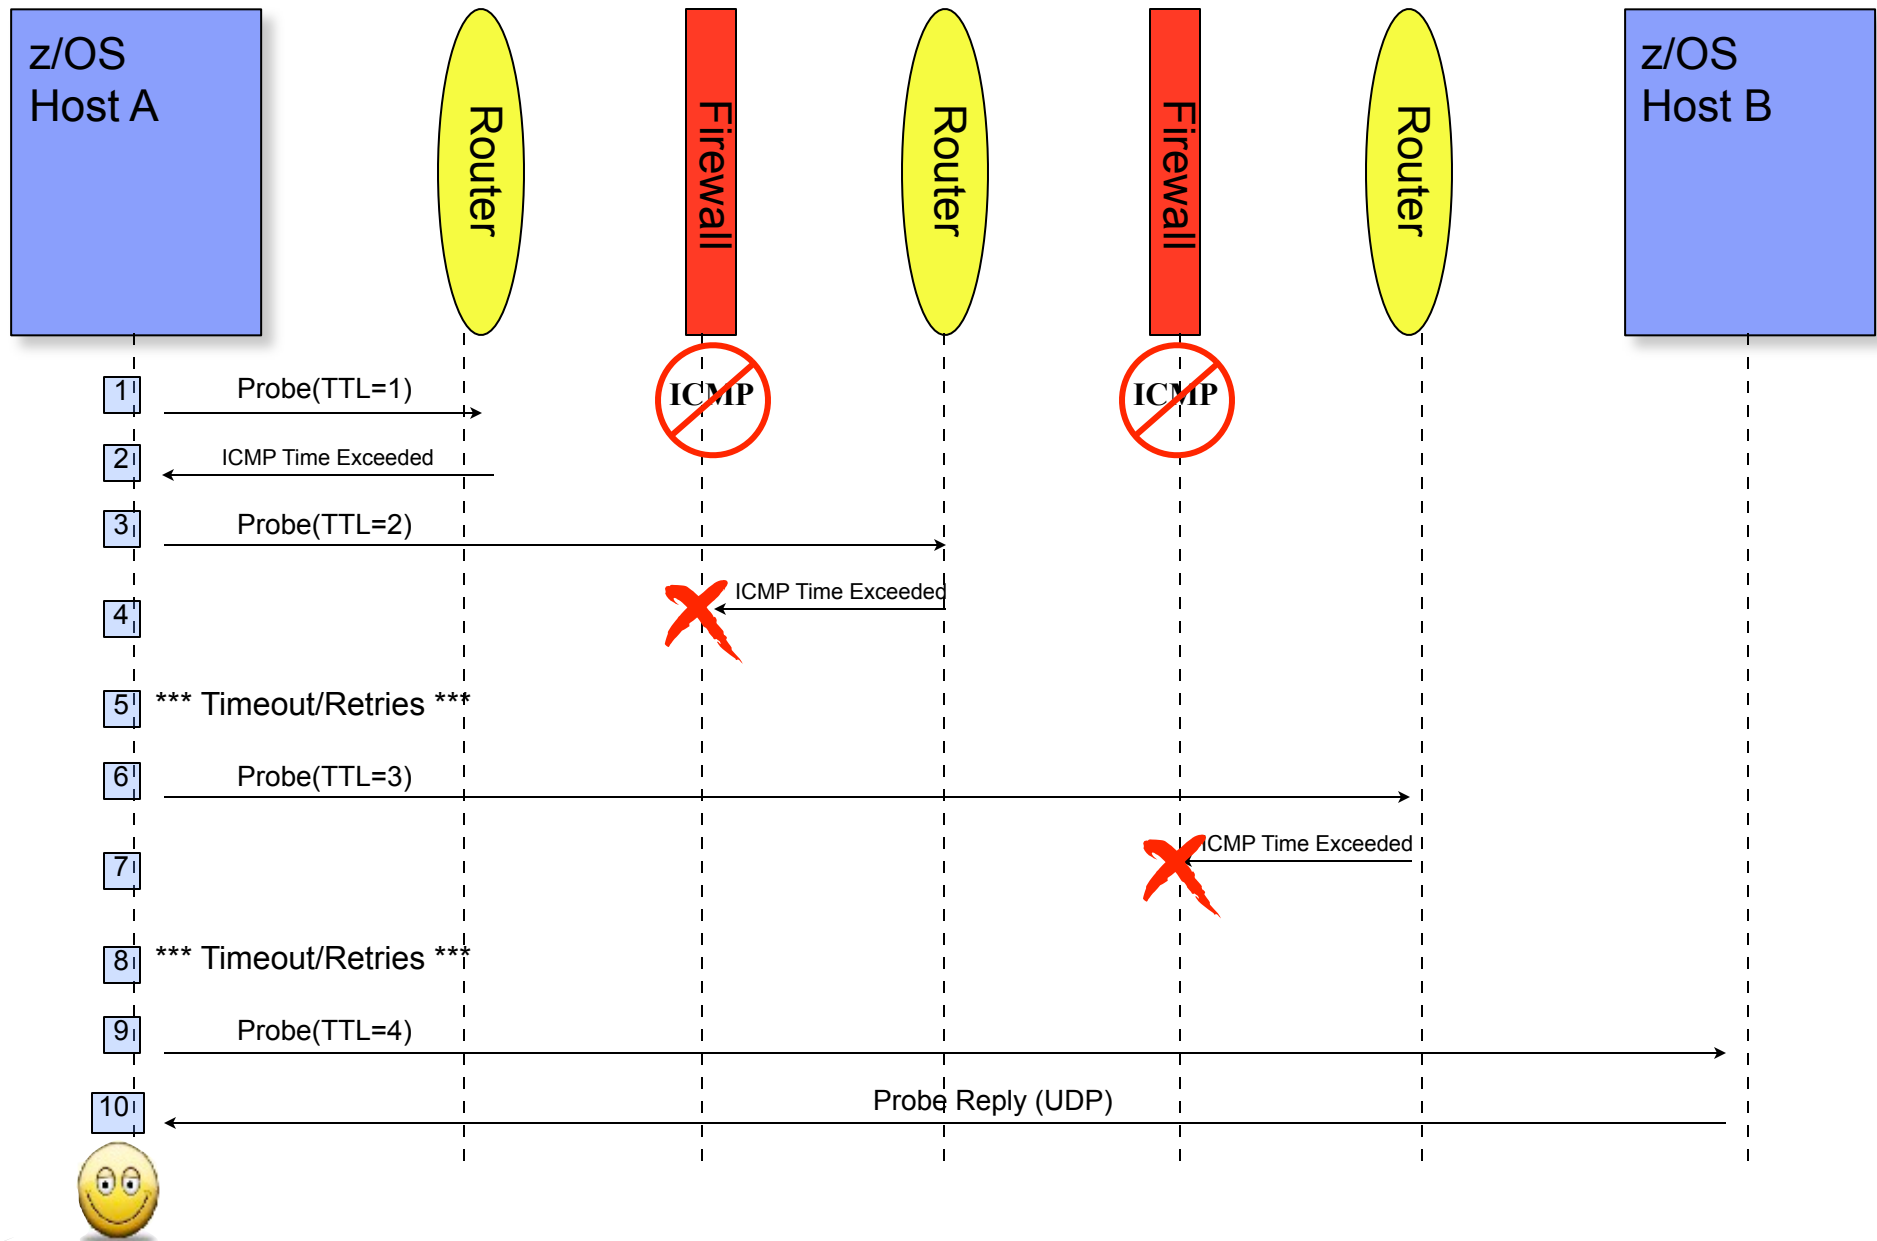 z/OS
Host A
Router
Firewall
Router
Firewall
Router
z/OS
Host B
ICMP
ICMP
1
Probe(TTL=1)
2
ICMP Time Exceeded
3
Probe(TTL=2)
4
ICMP Time Exceeded
5
*** Timeout/Retries ***
6
Probe(TTL=3)
7
ICMP Time Exceeded
8
*** Timeout/Retries ***
9
Probe(TTL=4)
10
Probe Reply (UDP)